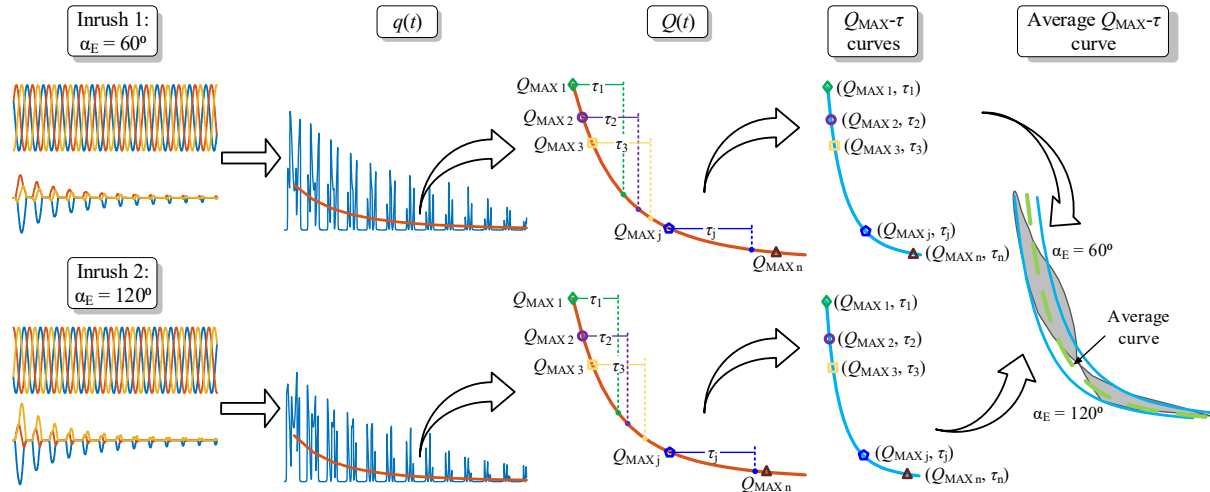 Inrush 1:
αE = 60º
q(t)
Q(t)
QMAX-τ
curves
Average QMAX-τ
curve
QMAX 1
τ1
QMAX 2
τ2
QMAX 3
τ3
QMAX j
τj
QMAX n
(QMAX 1, τ1)
(QMAX 2, τ2)
(QMAX 3, τ3)
(QMAX j, τj)
(QMAX n, τn)
αE = 60º
Average
curve
αE = 120º
Inrush 2:
αE = 120º
QMAX 1
τ1
QMAX 2
τ2
QMAX 3
τ3
QMAX j
τj
QMAX n
(QMAX 1, τ1)
(QMAX 2, τ2)
(QMAX 3, τ3)
(QMAX j, τj)
(QMAX n, τn)